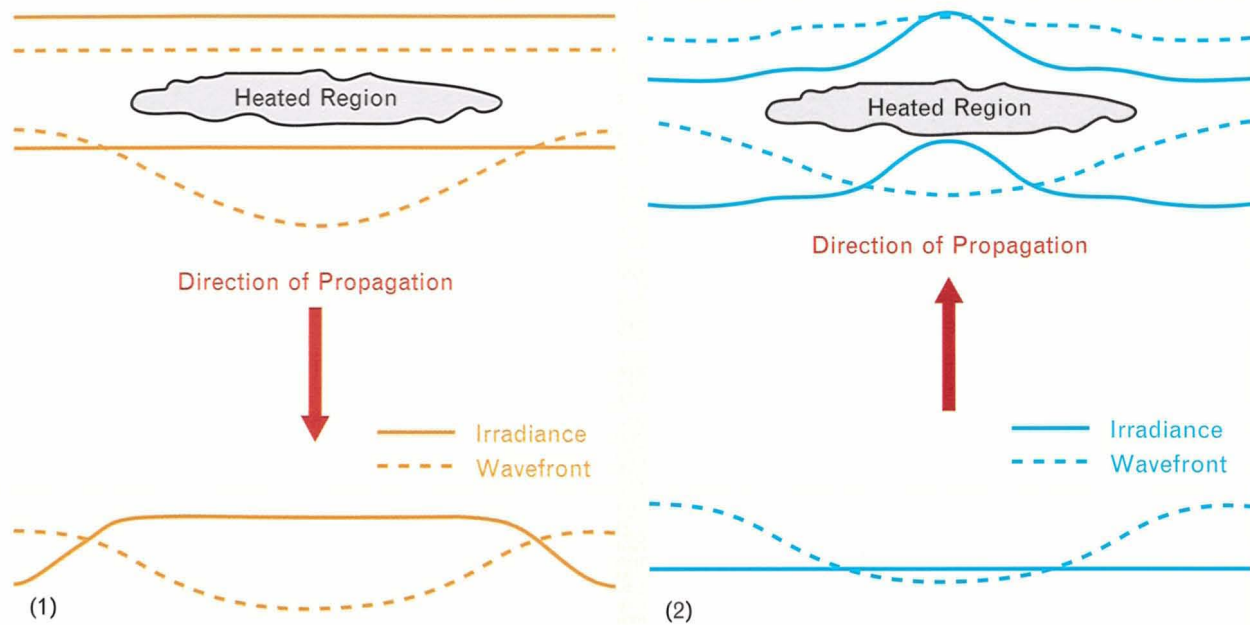 Heated Region
Direction of Propagation
Irradiance
Wavefront
(1)
Heated Region
Direction of Propagation
Irradiance
Wavefront
(2)